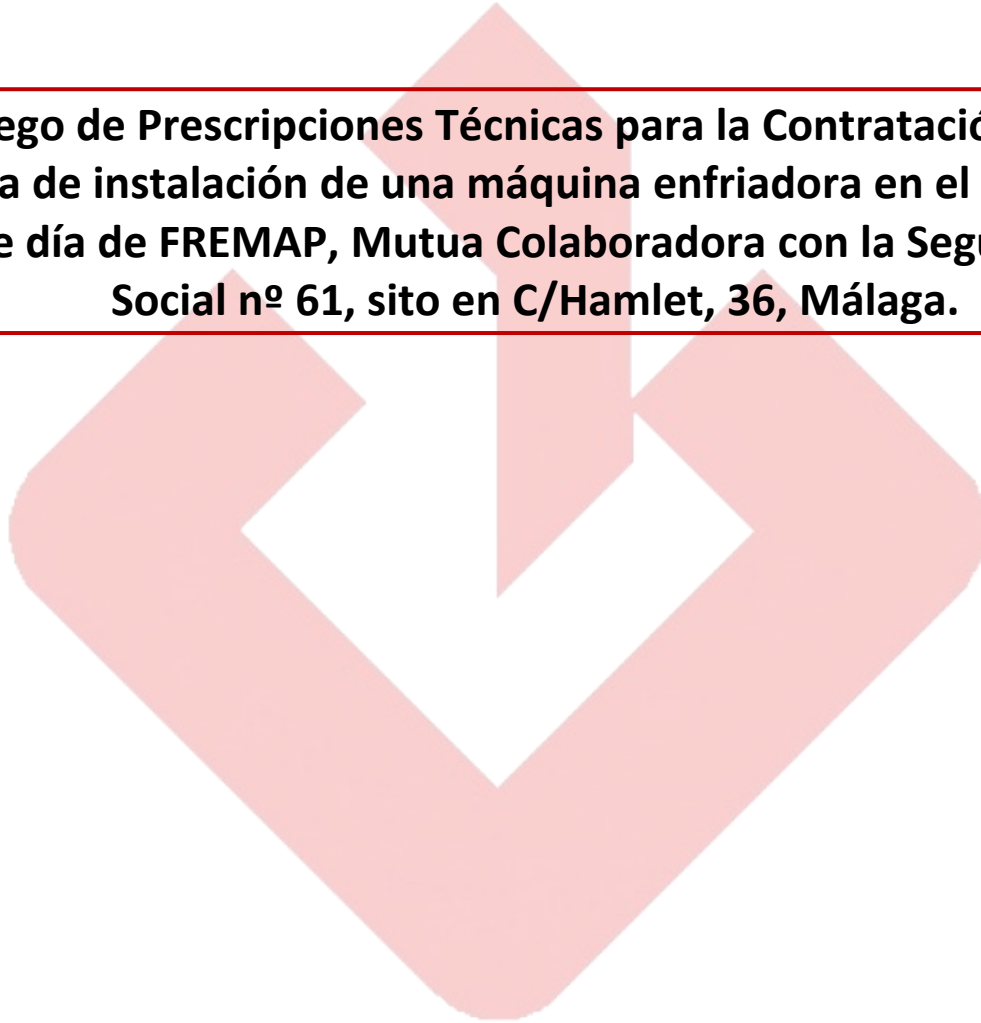 ego de Prescripciones Técnicas para la Contratació
a de instalación de una máquina enfriadora en el
e día de FREMAP, Mutua Colaboradora con la Segu
Social nº 61, sito en C/Hamlet, 36, Málaga.